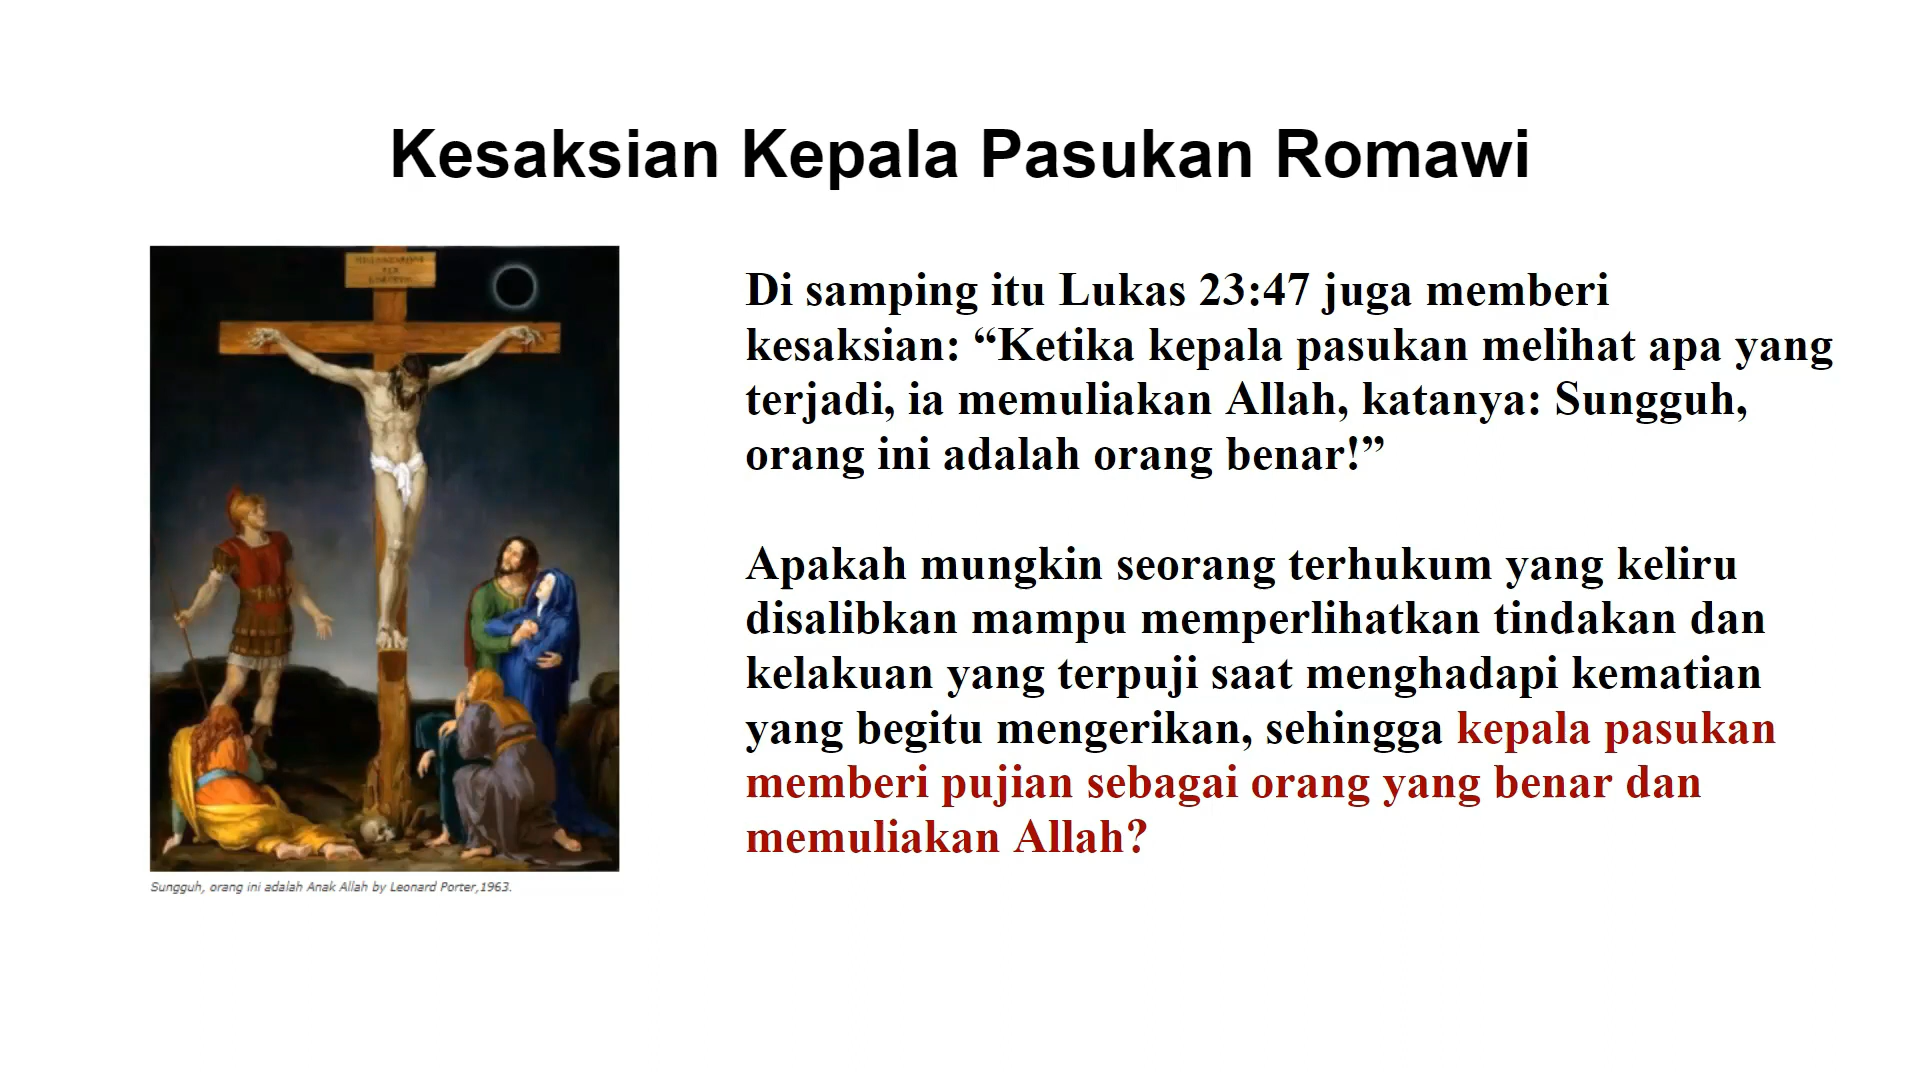 Kesaksian Kepala Pasukan Romawi
Di samping itu Lukas 23:47 juga memberi
kesaksian: “Ketika kepala pasukan melihat apa yang
terjadi, ia memuliakan Allah, katanya: Sungguh,
orang ini adalah orang benar!”
Apakah mungkin seorang terhukum yang keliru
disalibkan mampu memperlihatkan tindakan dan
kelakuan yang terpuji saat menghadapi kematian
yang begitu mengerikan, sehingga kepala pasukan
memberi pujian sebagai orang yang benar dan
memuliakan Allah?
Sungguh, orang ini adalah Anak Allah by Leonard Porter,1963.